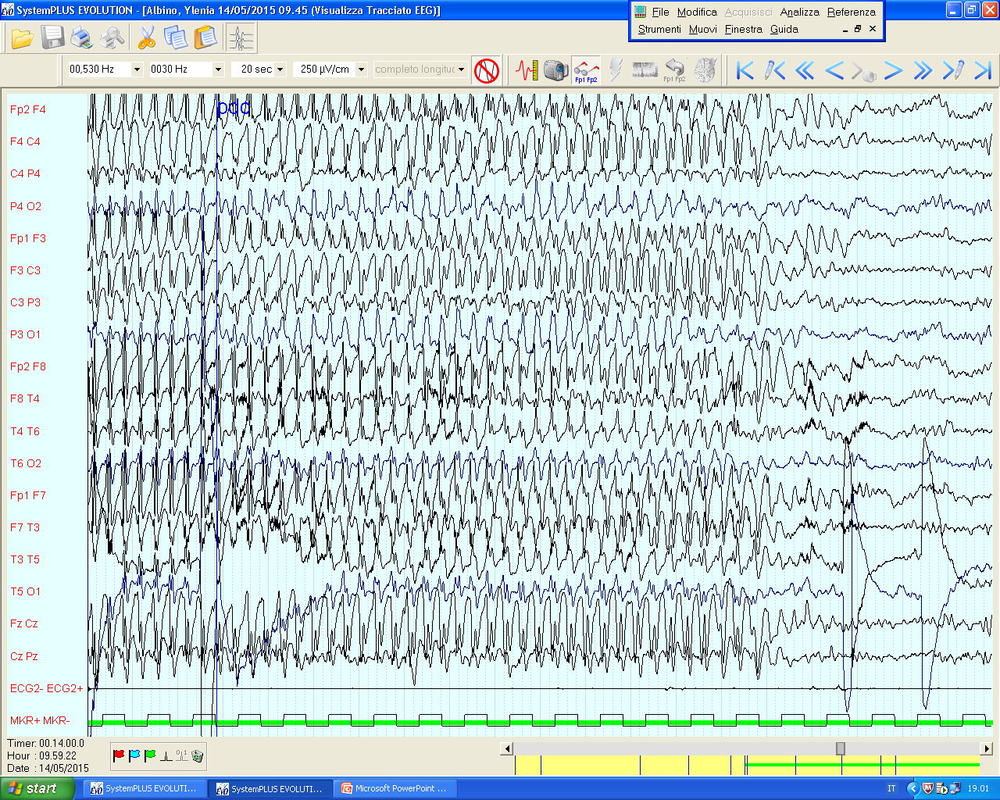 SystemPLUS EVOLUTION - [Albino, Ylenia 14/05/2015 09.45 (Visualizza Tracciato EEG)]
File Modifica Acquisisci Analizza Referenza
Strumenti Muovi Finestra Guida
00,530 Hz 0030 Hz 20 sec 250 µV/cm completo longituc
Fp1 Fp2 Fp1 Fp2
pdc
Fp2 F4
F4 C4
C4 P4
P4 O2
Fp1 F3
F3 C3
C3 P3
P3 O1
Fp2 F8
F8 T4
T4 T6
T6 O2
Fp1 F7
F7 T3
T3 T5
T5 O1
Fz Cz
Cz Pz
ECG2- ECG2+
MKR+ MKR-
Timer: 00.14.00.0
Hour : 09.59.22
Date : 14/05/2015
start SystemPLUS EVOLUTI... SystemPLUS EVOLUTI... Microsoft PowerPoint ... IT 19.01